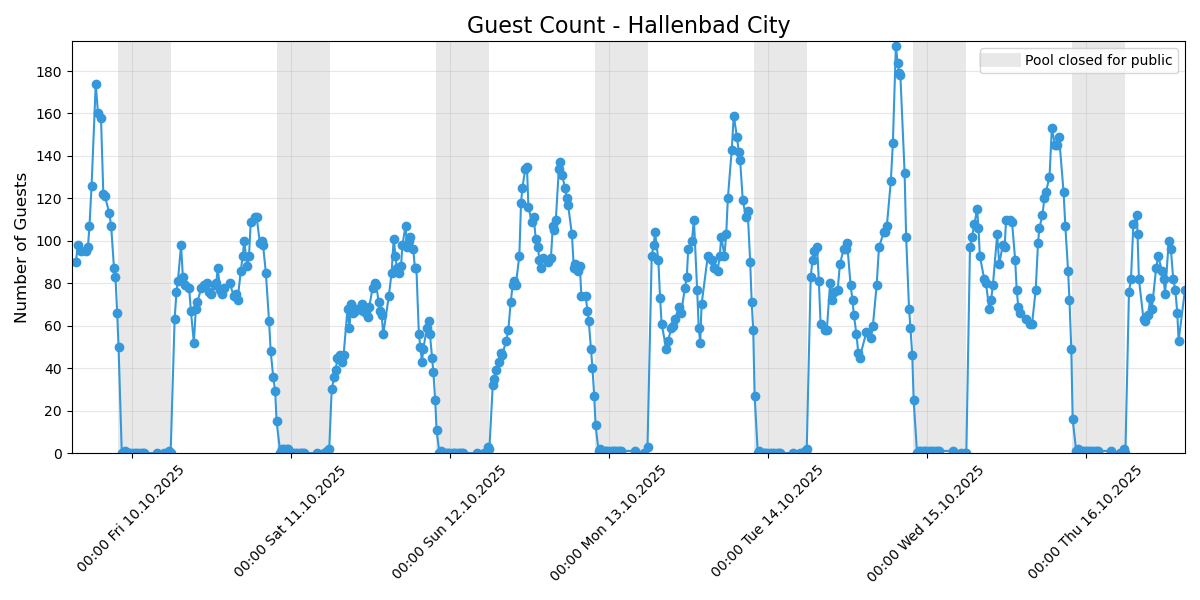 Guest Count - Hallenbad City
Pool closed for public
Number of Guests
180
160
140
120
100
80
60
40
20
0
00:00 Fri 10.10.2025
00:00 Sat 11.10.2025
00:00 Sun 12.10.2025
00:00 Mon 13.10.2025
00:00 Tue 14.10.2025
00:00 Wed 15.10.2025
00:00 Thu 16.10.2025